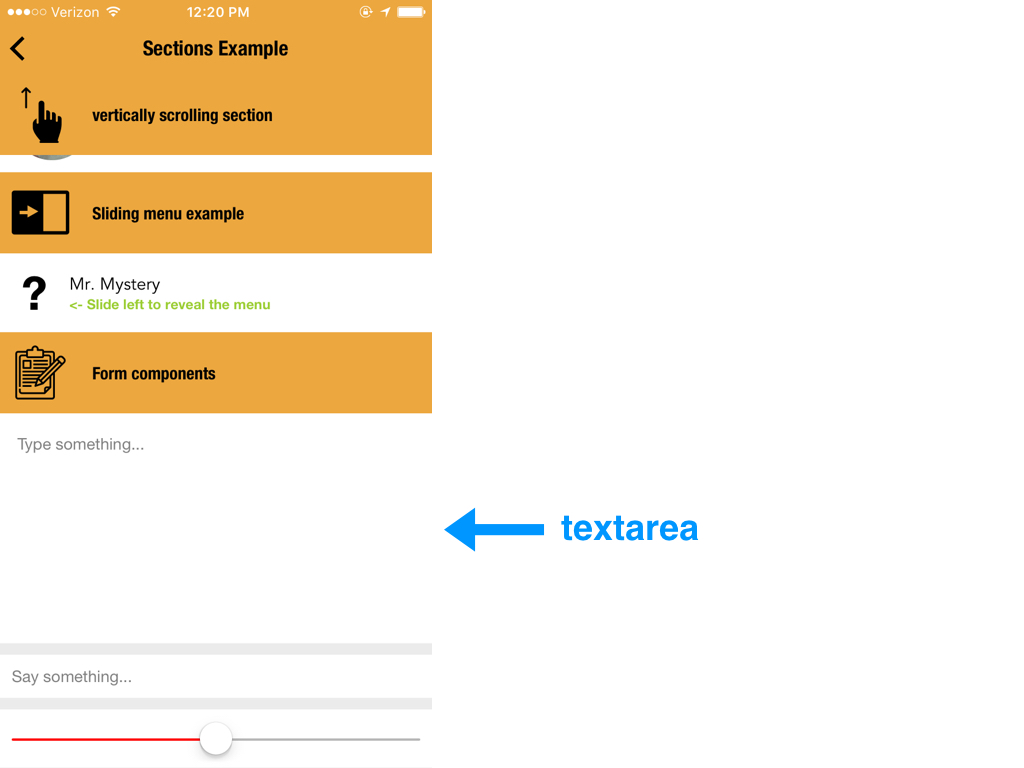 Verizon 12:20 PM
Sections Example
vertically scrolling section
Sliding menu example
?
Mr. Mystery
<- Slide left to reveal the menu
Form components
Type something...
textarea
Say something...